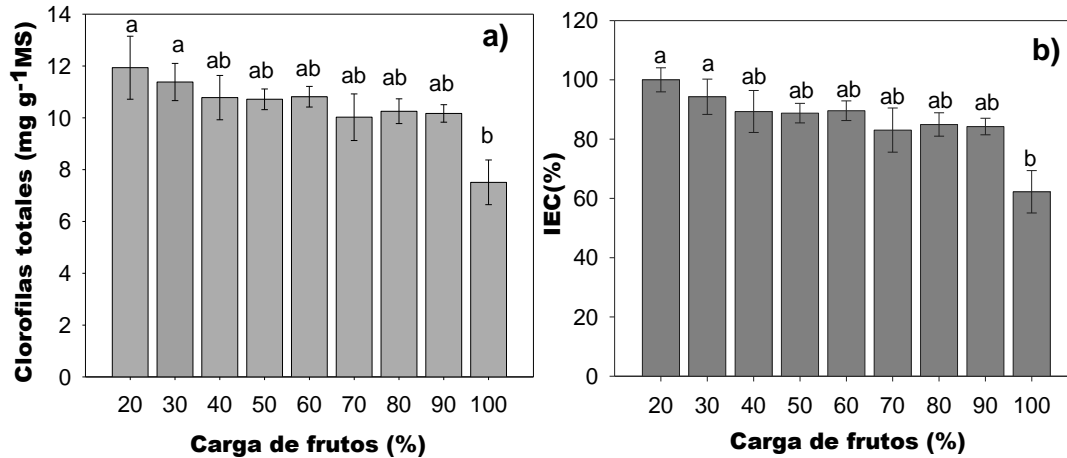 Clorofilas totales (mg g-1MS)
14
12
10
8
6
4
2
0
a)
a a ab ab ab ab ab ab b
20 30 40 50 60 70 80 90 100
Carga de frutos (%)
IEC(%)
120
100
80
60
40
20
0
b)
a a ab ab ab ab ab ab b
20 30 40 50 60 70 80 90 100
Carga de frutos (%)